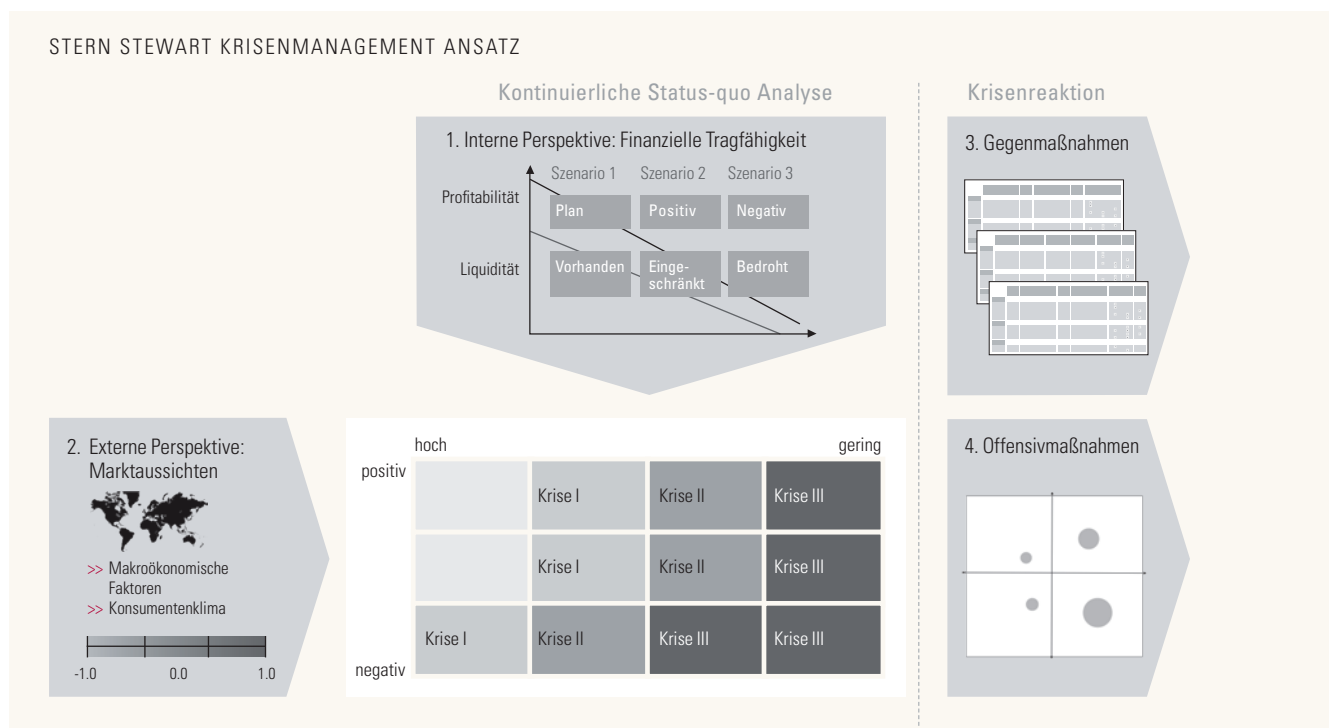 STERN STEWART KRISENMANAGEMENT ANSATZ
Kontinuierliche Status-quo Analyse
Krisenreaktion
1. Interne Perspektive: Finanzielle Tragfähigkeit
Szenario 1 Szenario 2 Szenario 3
Profitabilität
Plan Positiv Negativ
Liquidität
Vorhanden Einge-
schränkt Bedroht
3. Gegenmaßnahmen
2. Externe Perspektive:
Marktaussichten
>> Makroökonomische
Faktoren
>> Konsumentenklima
-1.0 0.0 1.0
hoch gering
positiv
Krise I Krise II Krise III
Krise I Krise II Krise III
Krise I Krise II Krise III Krise III
negativ
4. Offensivmaßnahmen